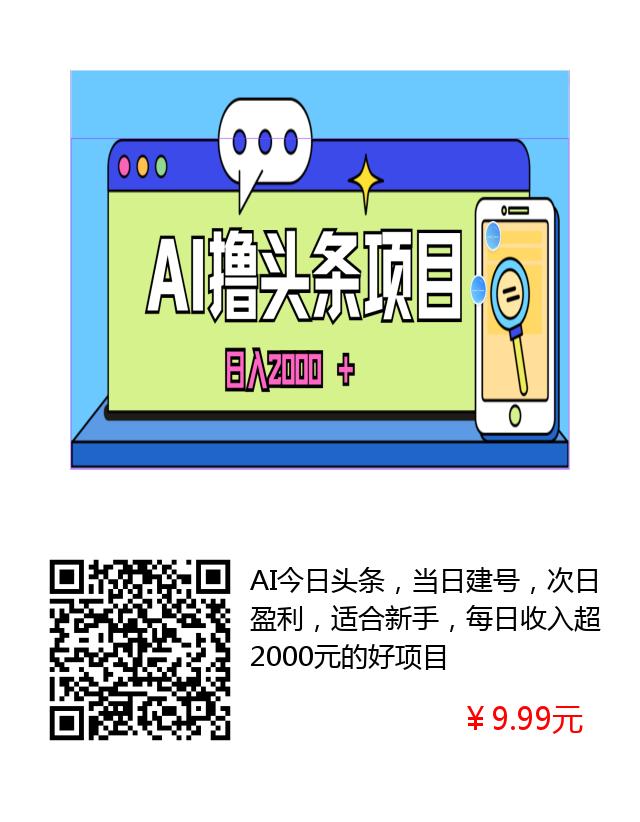 AI撸头条项目
日入2000 +
AI今日头条，当日建号，次日
盈利，适合新手，每日收入超
2000元的好项目
¥ 9.99元